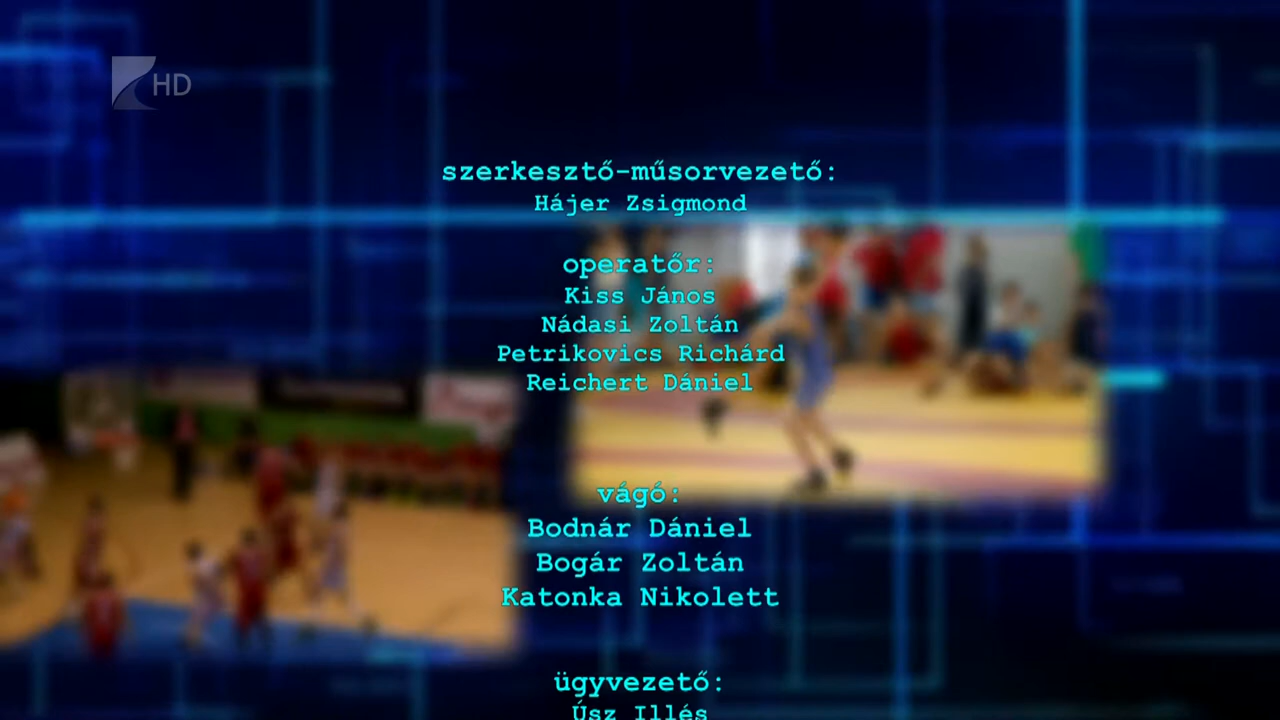 HD
szerkesztő-műsorvezető:
Hájer Zsigmond
operatőr:
Kiss János
Nádasi Zoltán
Petrikovics Richárd
Reichert Dániel
vágó:
Bodnár Dániel
Bogár Zoltán
Katonka Nikolett
ügyvezető:
Úsz Illés